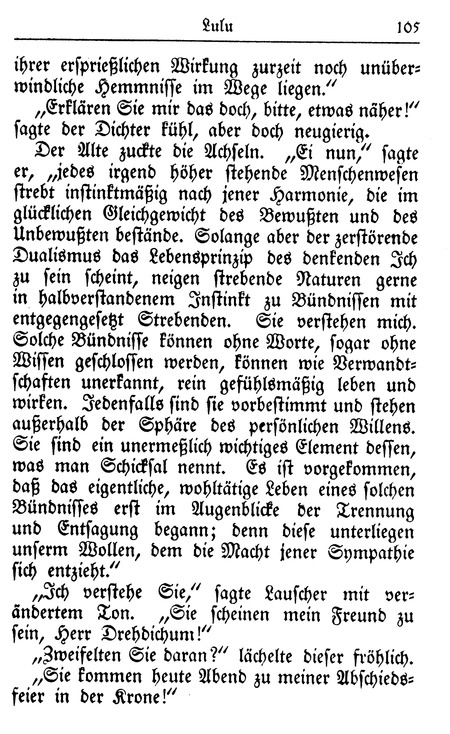 Lulu 105
ihrer ersprießlichen Wirkung zurzeit noch unüber-
windliche Hemmnisse im Wege liegen.“
„Erklären Sie mir das doch, bitte, etwas näher!“
sagte der Dichter kühl, aber doch neugierig.
Der Alte zuckte die Achseln. „Ei nun,“ sagte
er, „jedes irgend höher stehende Menschenwesen
strebt instinktmäßig nach jener Harmonie, die im
glücklichen Gleichgewicht des Bewußten und des
Unbewußten bestände. Solange aber der zerstörende
Dualismus das Lebensprinzip des denkenden Ich
zu sein scheint, neigen strebende Naturen gerne
in halbverstandenem Instinkt zu Bündnissen mit
entgegengesetzt Strebenden. Sie verstehen mich.
Solche Bündnisse können ohne Worte, sogar ohne
Wissen geschlossen werden, können wie Verwandt-
schaften unerkannt, rein gefühlsmäßig leben und
wirken. Jedenfalls sind sie vorbestimmt und stehen
außerhalb der Sphäre des persönlichen Willens.
Sie sind ein unermeßlich wichtiges Element dessen,
was man Schicksal nennt. Es ist vorgekommen,
daß das eigentliche, wohltätige Leben eines solchen
Bündnisses erst im Augenblicke der Trennung
und Entsagung begann; denn diese unterliegen
unserm Wollen, dem die Macht jener Sympathie
sich entzieht.“
„Ich verstehe Sie,“ sagte Lauscher mit ver-
ändertem Ton. „Sie scheinen mein Freund zu
sein, Herr Drehdichum!“
„Zweifelten Sie daran?“ lächelte dieser fröhlich.
„Sie kommen heute Abend zu meiner Abschieds-
feier in der Krone!“